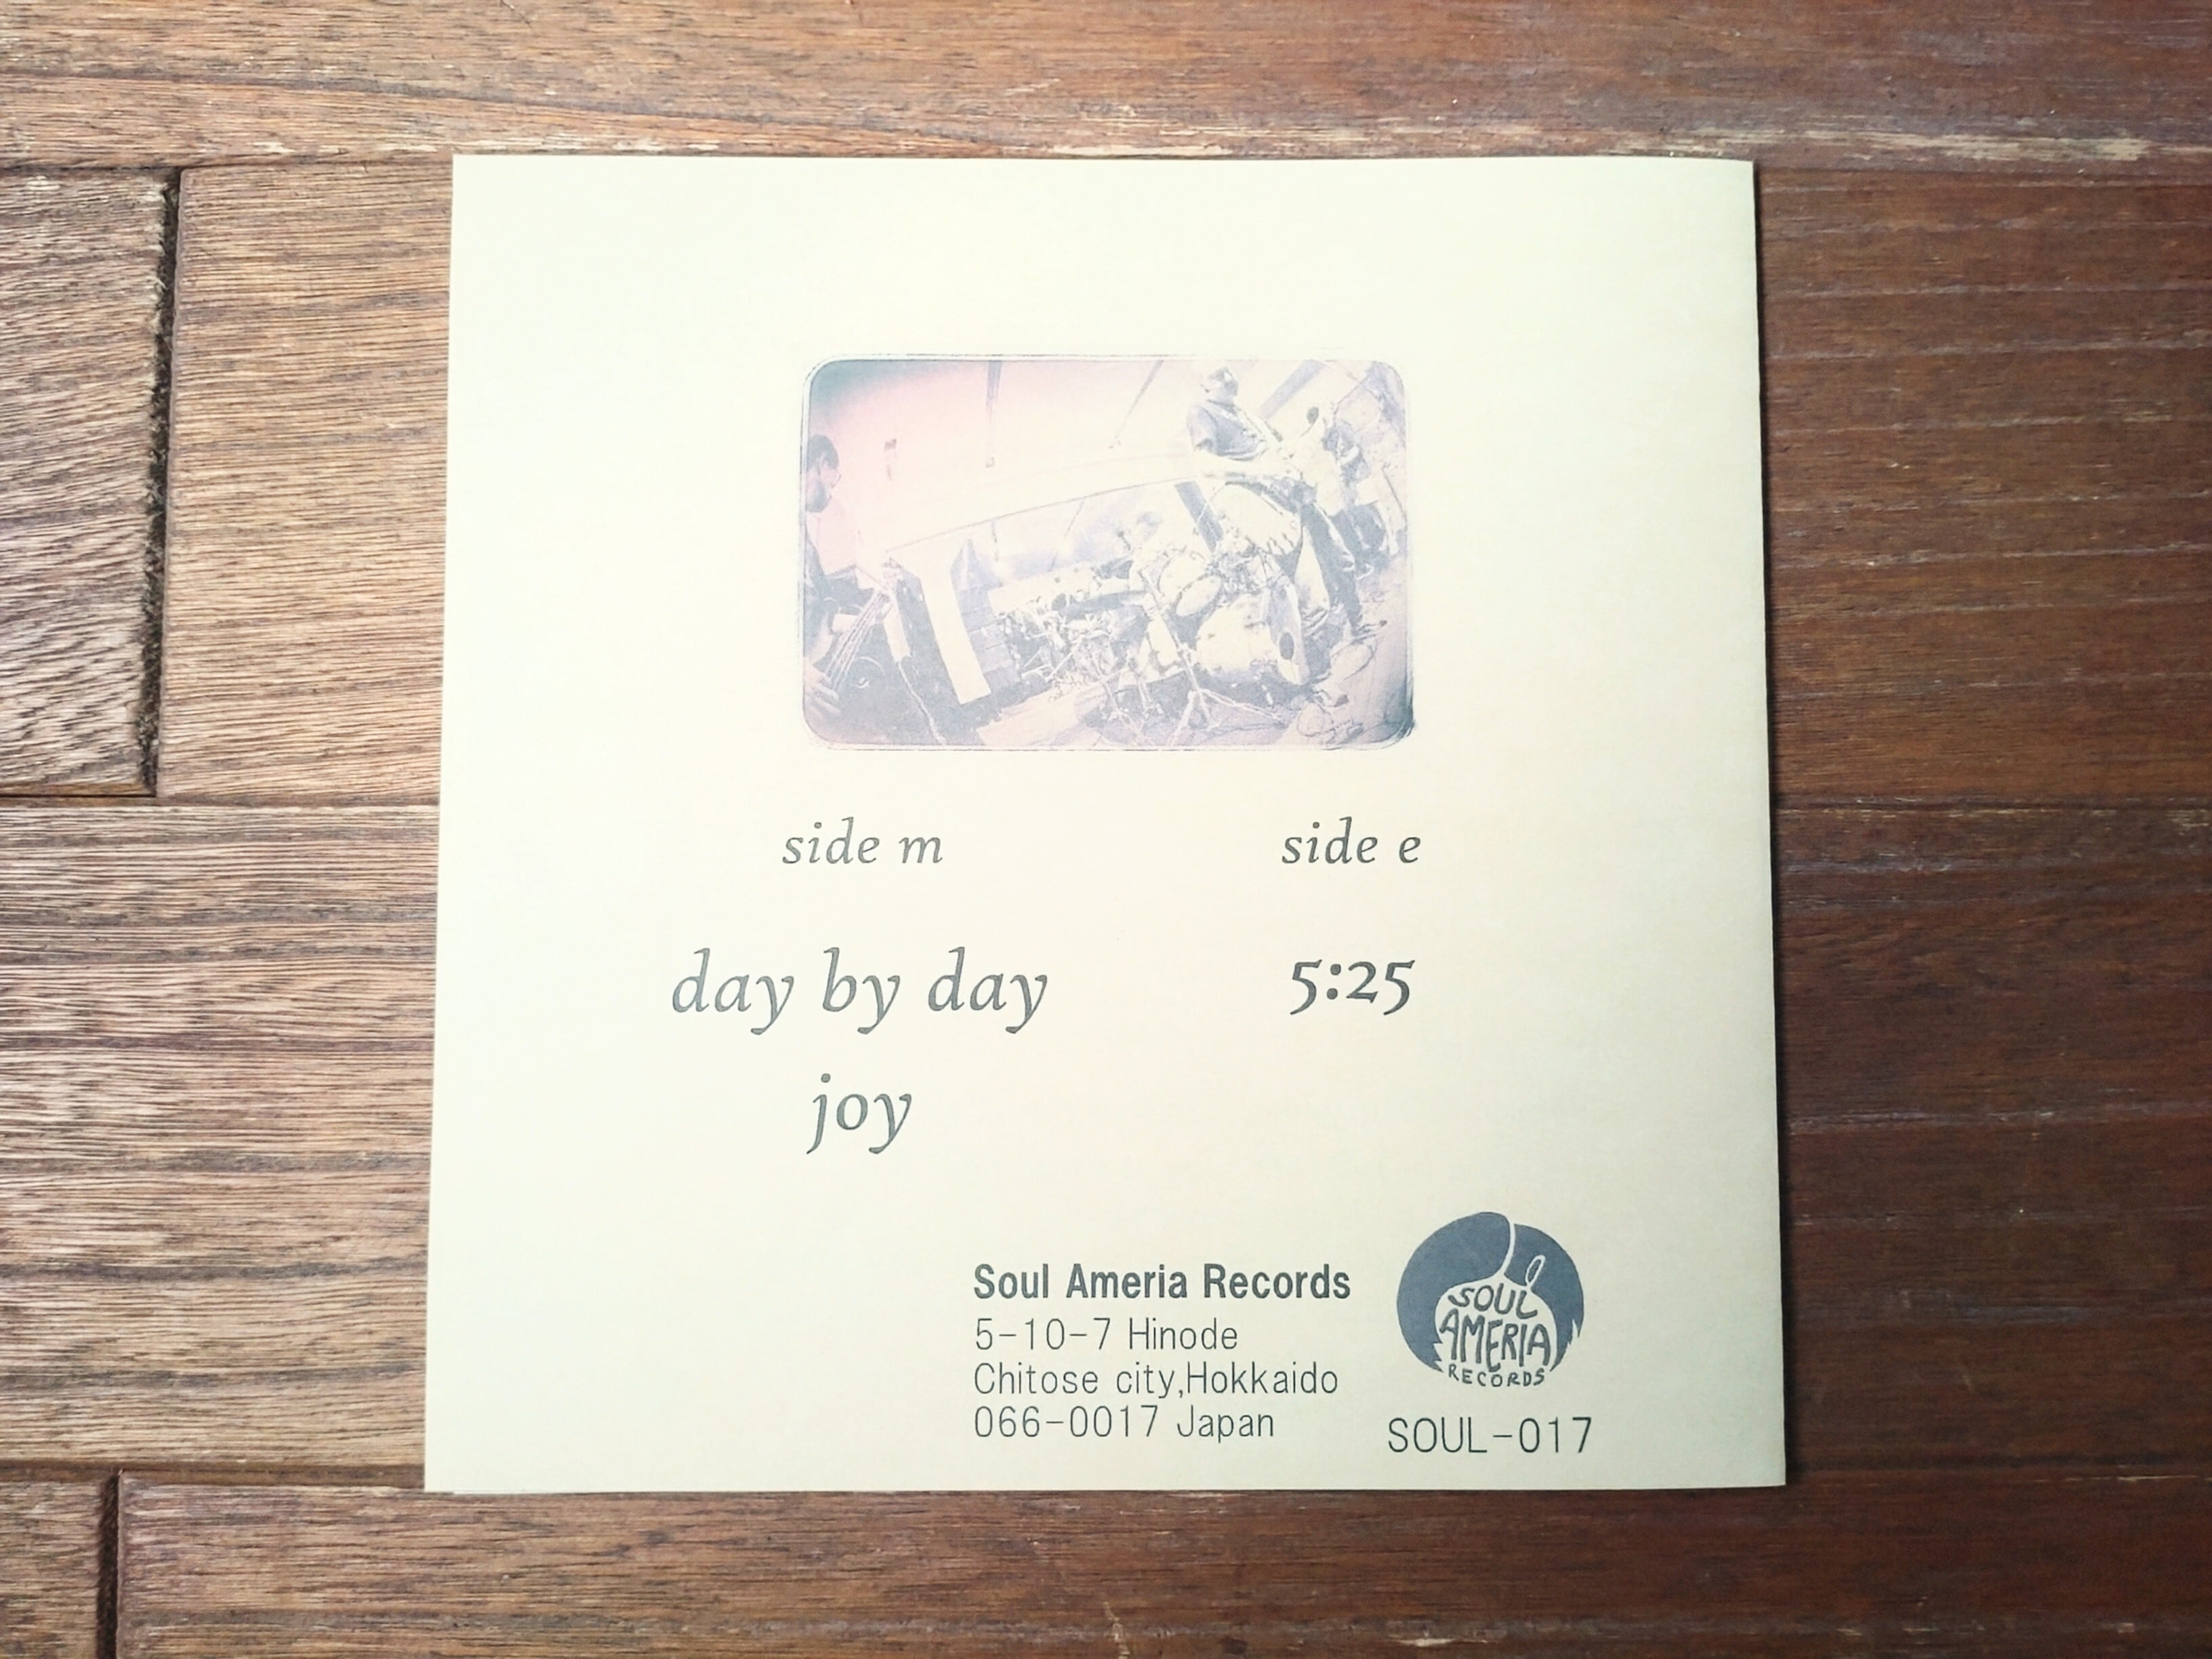 side m
day by day
joy
side e
5:25
Soul Ameria Records
5-10-7 Hinode
Chitose city,Hokkaido
066-0017 Japan
SOUL
AMERIA
RECORDS
SOUL-017